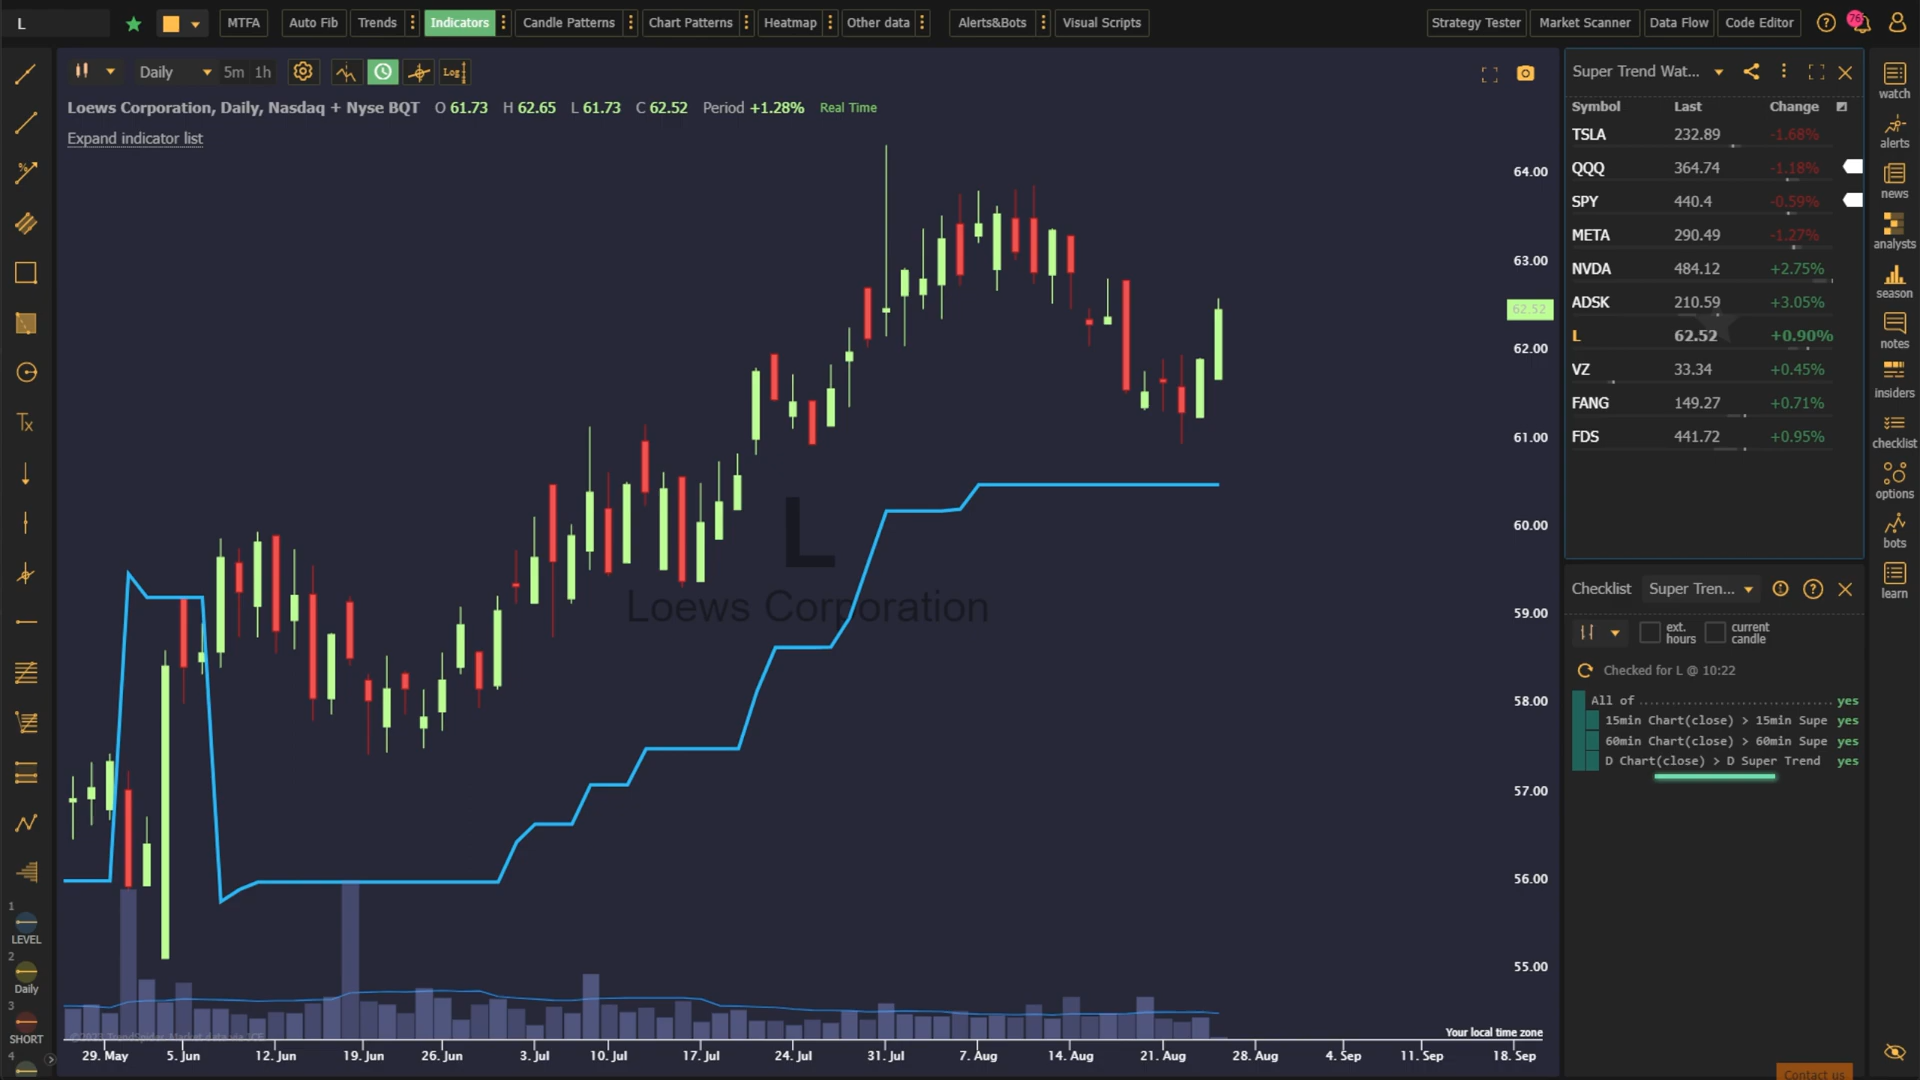 L
MTFA
Auto Fib
Trends
Indicators
Candle Patterns
Chart Patterns
Heatmap
Other data
Alerts&Bots
Visual Scripts
Strategy Tester
Market Scanner
Data Flow
Code Editor
76
Daily
5m 1h
Log
Loews Corporation, Daily, Nasdaq + Nyse BQT O 61.73 H 62.65 L 61.73 C 62.52 Period +1.28% Real Time
Expand indicator list
64.00
63.00
62.52
62.00
61.00
60.00
59.00
58.00
57.00
56.00
55.00
L
Loews Corporation
Your local time zone
29. May
5. Jun
12. Jun
19. Jun
26. Jun
3. Jul
10. Jul
17. Jul
24. Jul
31. Jul
7. Aug
14. Aug
21. Aug
28. Aug
4. Sep
11. Sep
18. Sep
Tx
1
LEVEL
2
Daily
3
SHORT
4
Super Trend Wat...
Symbol Last Change
TSLA 232.89 -1.68%
QQQ 364.74 -1.18%
SPY 440.4 -0.59%
META 290.49 -1.27%
NVDA 484.12 +2.75%
ADSK 210.59 +3.05%
L 62.52 +0.90%
VZ 33.34 +0.45%
FANG 149.27 +0.71%
FDS 441.72 +0.95%
Checklist Super Tren...
ext. hours
current candle
Checked for L @ 10:22
All of yes
15min Chart(close) > 15min Supe yes
60min Chart(close) > 60min Supe yes
D Chart(close) > D Super Trend yes
watch
alerts
news
analysts
season
notes
insiders
checklist
options
bots
learn
Contact us